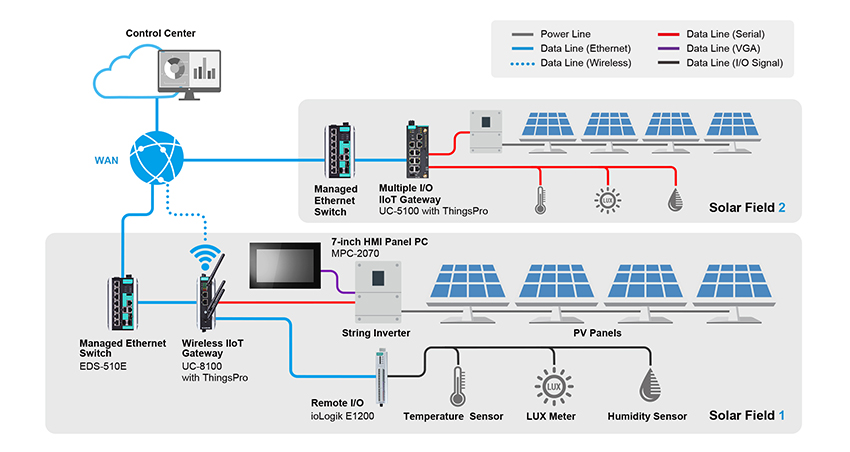 Control Center
Power Line
Data Line (Ethernet)
Data Line (Wireless)
Data Line (Serial)
Data Line (VGA)
Data Line (I/O Signal)
WAN
Managed
Ethernet
Switch
Multiple I/O
IIoT Gateway
UC-5100 with ThingsPro
LUX
Solar Field 2
7-inch HMI Panel PC
MPC-2070
String Inverter
PV Panels
Managed Ethernet
Switch
EDS-510E
Wireless IIoT
Gateway
UC-8100
with ThingsPro
Remote I/O
ioLogik E1200
Temperature Sensor
LUX
LUX Meter
Humidity Sensor
Solar Field 1